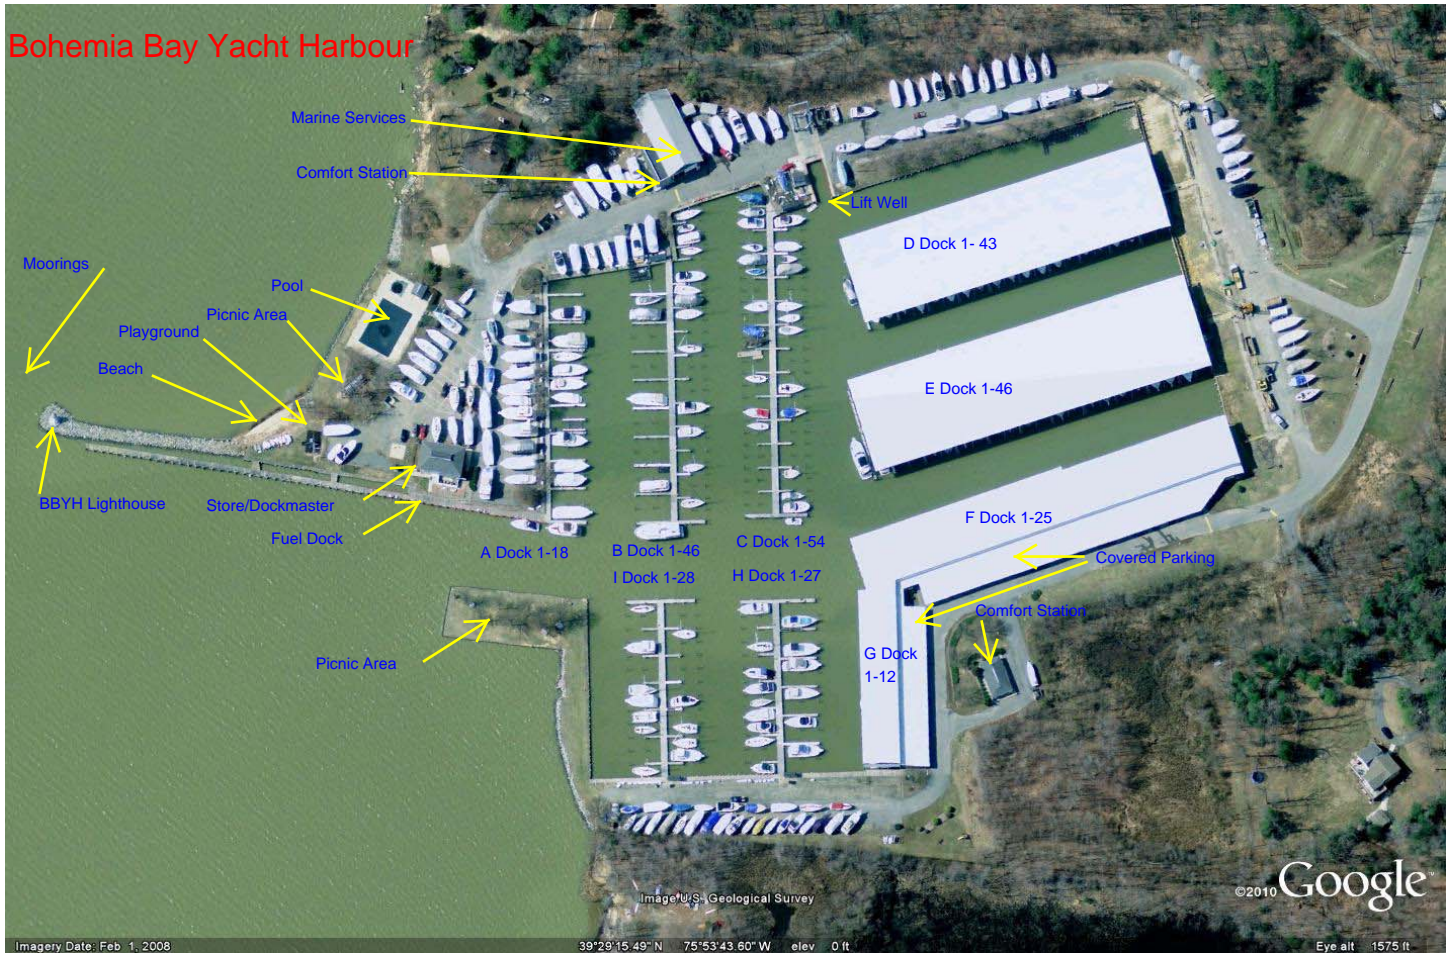 Bohemia Bay Yacht Harbour
Marine Services
Comfort Station
Lift Well
D Dock 1- 43
Moorings
Pool
Picnic Area
Playground
Beach
E Dock 1-46
BBYH Lighthouse
Store/Dockmaster
Fuel Dock
F Dock 1-25
A Dock 1-18
B Dock 1-46
C Dock 1-54
Covered Parking
I Dock 1-28
H Dock 1-27
Comfort Station
Picnic Area
G Dock
1-12
©2010 Google™
Image U.S. Geological Survey
Imagery Date: Feb 1, 2008
39°29'15.49" N 75°53'43.60" W elev 0 ft
Eye alt 1575 ft